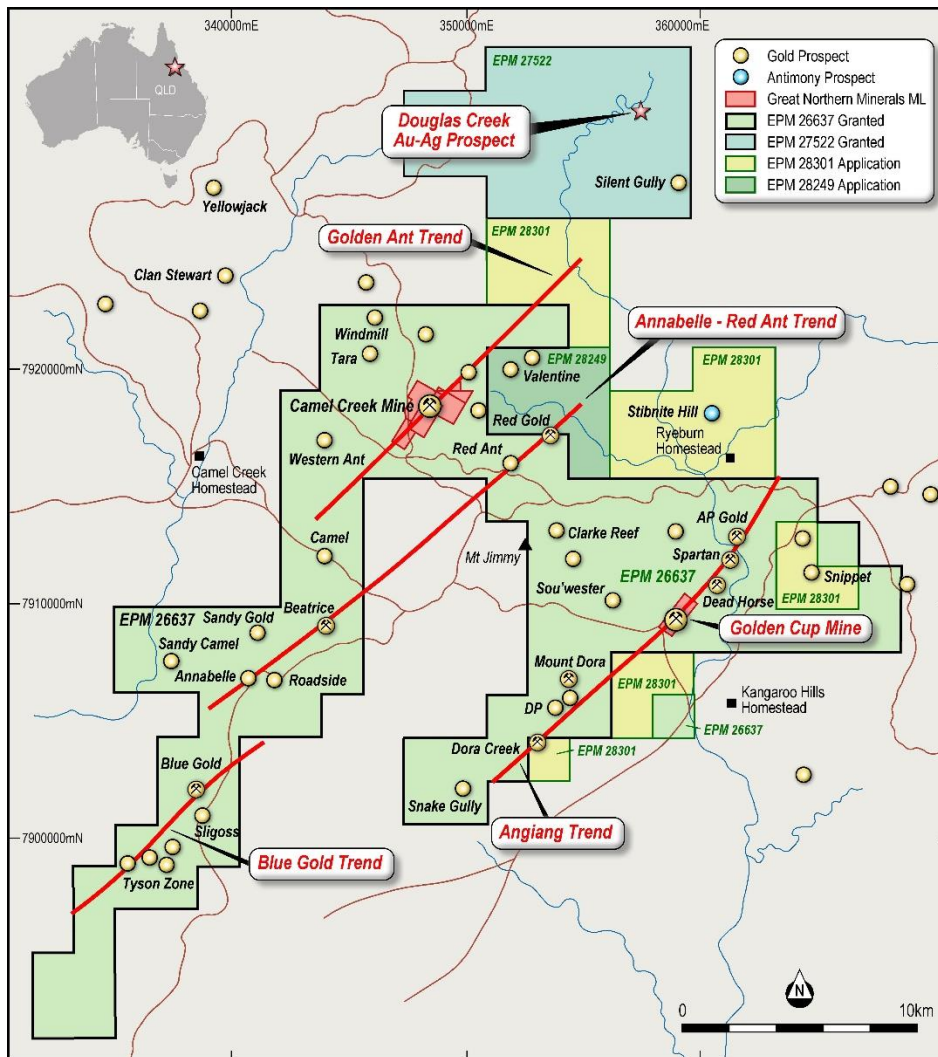 340000mE
350000mE
360000mE
QLD
EPM 27522
Gold Prospect
Antimony Prospect
Great Northern Minerals ML
EPM 26637 Granted
EPM 27522 Granted
EPM 28301 Application
EPM 28249 Application
Douglas Creek
Au-Ag Prospect
Silent Gully
Yellowjack
EPM 28301
Golden Ant Trend
Clan Stewart
Annabelle - Red Ant Trend
Windmill
Tara
7920000mN
EPM 28249
EPM 28301
Valentine
Camel Creek Mine
Stibnite Hill
Red Gold
Ryeburn
Homestead
Western Ant
Red Ant
Camel Creek
Homestead
AP Gold
Clarke Reef
Camel
Mt Jimmy
Spartan
Sou'wester
EPM 26637
Snippet
Dead Horse
EPM 28301
7910000mN
Beatrice
EPM 26637
Sandy Gold
Golden Cup Mine
Sandy Camel
Annabelle
Roadside
Mount Dora
EPM 28301
Kangaroo Hills
Homestead
DP
EPM 26637
Dora Creek
EPM 28301
Blue Gold
Snake Gully
Sligoss
7900000mN
Angiang Trend
Blue Gold Trend
Tyson Zone
N
0
10km